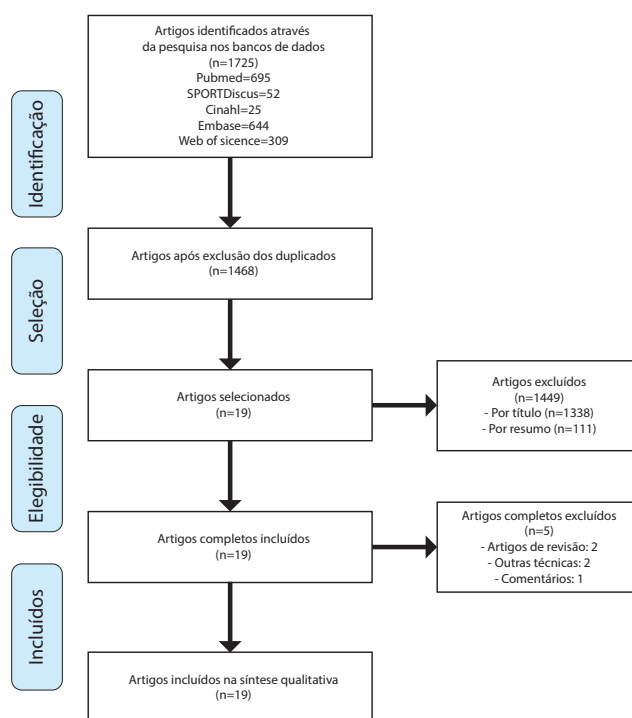 Identificação
Artigos identificados através
da pesquisa nos bancos de dados
(n=1725)
Pubmed=695
SPORTDiscus=52
Cinahl=25
Embase=644
Web of sicence=309
Seleção
Artigos após exclusão dos duplicados
(n=1468)
Artigos selecionados
(n=19)
Artigos excluídos
(n=1449)
- Por título (n=1338)
- Por resumo (n=111)
Elegibilidade
Artigos completos incluídos
(n=19)
Artigos completos excluídos
(n=5)
- Artigos de revisão: 2
- Outras técnicas: 2
- Comentários: 1
Incluídos
Artigos incluídos na síntese qualitativa
(n=19)